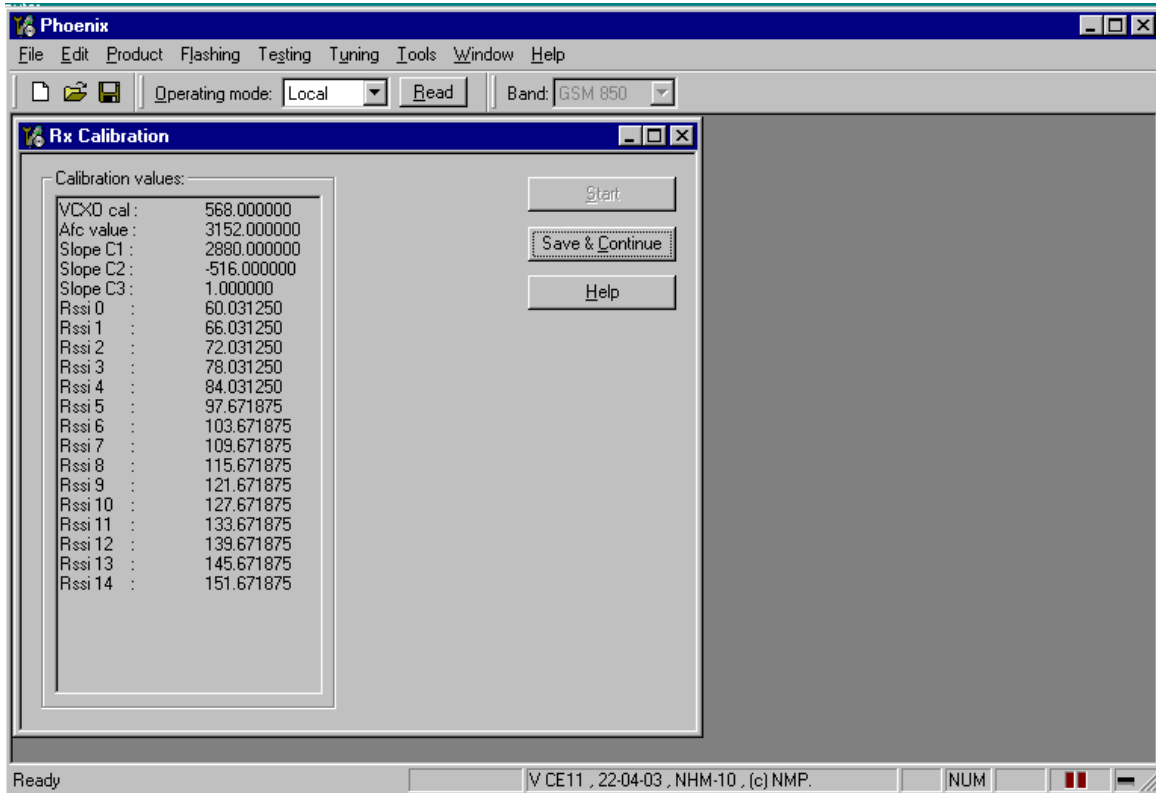 Phoenix
File Edit Product Flashing Testing Tuning Tools Window Help
Operating mode: Local Read Band: GSM 850
Rx Calibration
Calibration values:
Start
Save & Continue
Help
VCXO cal : 568.000000
Afc value : 3152.000000
Slope C1 : 2880.000000
Slope C2 : -516.000000
Slope C3 : 1.000000
Rssi 0 : 60.031250
Rssi 1 : 66.031250
Rssi 2 : 72.031250
Rssi 3 : 78.031250
Rssi 4 : 84.031250
Rssi 5 : 97.671875
Rssi 6 : 103.671875
Rssi 7 : 109.671875
Rssi 8 : 115.671875
Rssi 9 : 121.671875
Rssi 10 : 127.671875
Rssi 11 : 133.671875
Rssi 12 : 139.671875
Rssi 13 : 145.671875
Rssi 14 : 151.671875
Ready V CE11 , 22-04-03 , NHM-10 , (c) NMP. NUM